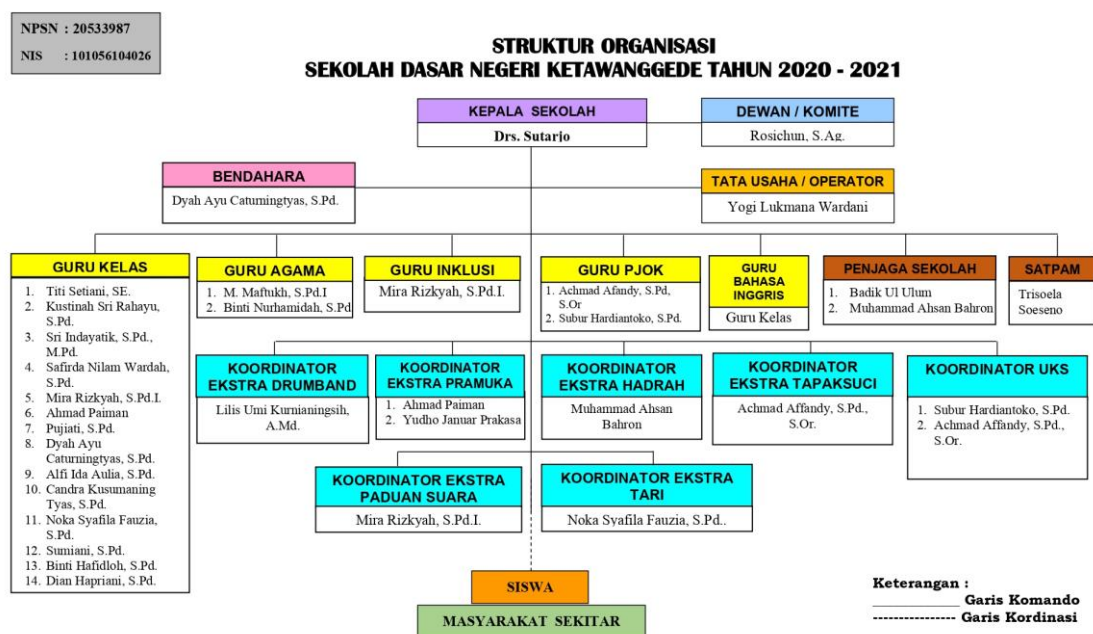 NPSN : 20533987
NIS : 101056104026
STRUKTUR ORGANISASI
SEKOLAH DASAR NEGERI KETAWANGGEDE TAHUN 2020 - 2021
KEPALA SEKOLAH
Drs. Sutarjo
DEWAN / KOMITE
Rosichun, S.Ag.
BENDAHARA
Dyah Ayu Caturningtyas, S.Pd.
TATA USAHA / OPERATOR
Yogi Lukmana Wardani
GURU KELAS
1. Titi Setiani, SE.
2. Kustinah Sri Rahayu,
S.Pd.
3. Sri Indayatik, S.Pd.,
M.Pd.
4. Safirda Nilam Wardah,
S.Pd.
5. Mira Rizkyah, S.Pd.I.
6. Ahmad Paiman
7. Pujiati, S.Pd.
8. Dyah Ayu
Caturningtyas, S.Pd.
9. Alfi Ida Aulia, S.Pd.
10. Candra Kusumaning
Tyas, S.Pd.
11. Noka Syafila Fauzia,
S.Pd.
12. Sumiani, S.Pd.
13. Binti Hafidloh, S.Pd.
14. Dian Hapriani, S.Pd.
GURU AGAMA
1. M. Maftukh, S.Pd.I
2. Binti Nurhamidah, S.Pd
GURU INKLUSI
Mira Rizkyah, S.Pd.I.
GURU PJOK
1. Achmad Afandy, S.Pd,
S.Or
2. Subur Hardiantoko, S.Pd.
GURU
BAHASA
INGGRIS
Guru Kelas
PENJAGA SEKOLAH
1. Badik Ul Ulum
2. Muhammad Ahsan Bahron
SATPAM
Trisoela
Soeseno
KOORDINATOR
EKSTRA DRUMBAND
Lilis Umi Kurnianingsih,
A.Md.
KOORDINATOR
EKSTRA PRAMUKA
1. Ahmad Paiman
2. Yudho Januar Prakasa
KOORDINATOR
EKSTRA HADRAH
Muhammad Ahsan
Bahron
KOORDINATOR
EKSTRA TAPAKSUCI
Achmad Affandy, S.Pd.,
S.Or.
KOORDINATOR UKS
1. Subur Hardiantoko, S.Pd.
2. Achmad Affandy, S.Pd.,
S.Or.
KOORDINATOR EKSTRA
PADUAN SUARA
Mira Rizkyah, S.Pd.I.
KOORDINATOR EKSTRA
TARI
Noka Syafila Fauzia, S.Pd..
SISWA
MASYARAKAT SEKITAR
Keterangan :
Garis Komando
Garis Kordinasi